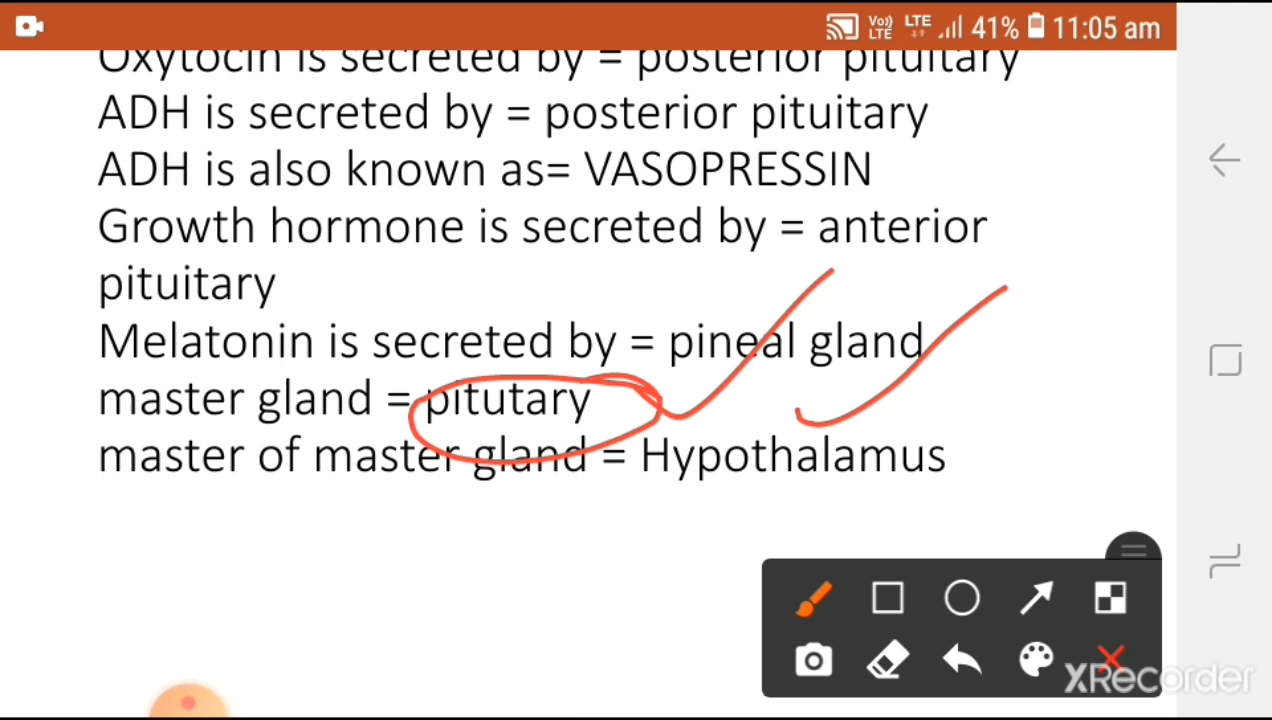 Vo)) LTE LTE 41% 11:05 am
Oxytocin is secreted by = posterior pituitary
ADH is secreted by = posterior pituitary
ADH is also known as= VASOPRESSIN
Growth hormone is secreted by = anterior
pituitary
Melatonin is secreted by = pineal gland
master gland = pitutary
master of master gland = Hypothalamus
XRecorder